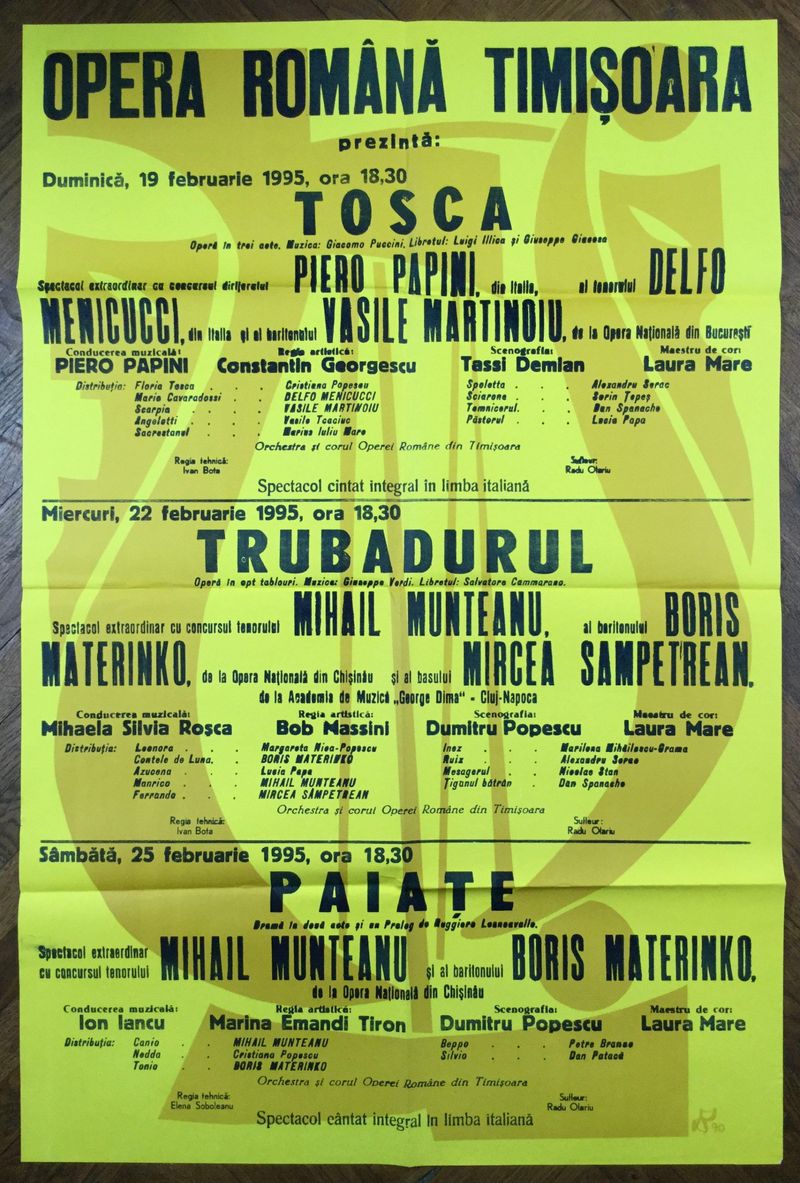 OPERA ROMÂNĂ TIMIȘOARA
prezintă:
Duminică, 19 februarie 1995, ora 18,30
TOSCA
Operă în trei acte. Muzica: Giacomo Puccini. Libretul: Luigi Illica și Giuseppe Giacosa
Spectacol extraordinar cu concursul dirijorului PIERO PAPINI, din Italia, al tenorului DELFO
MENICUCCI, din Italia și al baritonului VASILE MARTINOIU, de la Opera Națională din București
Conducerea muzicală: Regia artistică: Scenografia: Maestru de cor:
PIERO PAPINI Constantin Georgescu Tassi Demian Laura Mare
Distribuția: Floria Tosca . . . Cristiana Popescu Spoletta . . . Alexandru Serac
Mario Cavaradossi . . DELFO MENICUCCI Sciarone . . . Sorin Țepeș
Scarpia . . . . VASILE MARTINOIU Temnicerul. . . Dan Spanache
Angelotti . . . . Vasile Tcaciuc Păstorul . . . Lucia Papa
Sacrestanul . . . Marius Iuliu Mare
Orchestra și corul Operei Române din Timișoara
Regia tehnică: Sufleur:
Ivan Bota Radu Olariu
Spectacol cintat integral în limba italiană
Miercuri, 22 februarie 1995, ora 18,30
TRUBADURUL
Operă în opt tablouri. Muzica: Giuseppe Verdi. Libretul: Salvatore Cammarano.
Spectacol extraordinar cu concursul tenorului MIHAIL MUNTEANU, al baritonului BORIS
MATERINKO, de la Opera Națională din Chișinău și al basului MIRCEA SAMPETREAN,
de la Academia de Muzică „George Dima" - Cluj-Napoca
Conducerea muzicală: Regia artistică: Scenografia: Maestru de cor:
Mihaela Silvia Roșca Bob Massini Dumitru Popescu Laura Mare
Distribuția: Leonora . . . Margareta Nica-Popescu Inez . . . Marilena Mihăilescu-Grama
Contele de Luna. . BORIS MATERINKO Ruiz . . . Alexandru Serac
Azucena . . . Lucia Papa Mesagerul . . Nicolae Stan
Manrico . . . MIHAIL MUNTEANU Țiganul bătrân . Dan Spanache
Ferrando . . . MIRCEA SÂMPETREAN
Orchestra și corul Operei Române din Timișoara
Regia tehnică: Sufleur:
Ivan Bota Radu Olariu
Sâmbătă, 25 februarie 1995, ora 18,30
PAIAȚE
Dramă în două acte și un Prolog de Ruggiero Leoncavallo.
Spectacol extraordinar
cu concursul tenorului MIHAIL MUNTEANU și al baritonului BORIS MATERINKO,
de la Opera Națională din Chișinău
Conducerea muzicală: Regia artistică: Scenografia: Maestru de cor:
Ion Iancu Marina Emandi Tiron Dumitru Popescu Laura Mare
Distribuția: Canio . . MIHAIL MUNTEANU Beppo . . . Petre Brancu
Nedda . . Cristiana Popescu Silvio . . . Dan Patacă
Tonio . . BORIS MATERINKO
Orchestra și corul Operei Române din Timișoara
Regia tehnică: Sufleur:
Elena Soboleanu Radu Olariu
Spectacol cântat integral în limba italiană
90